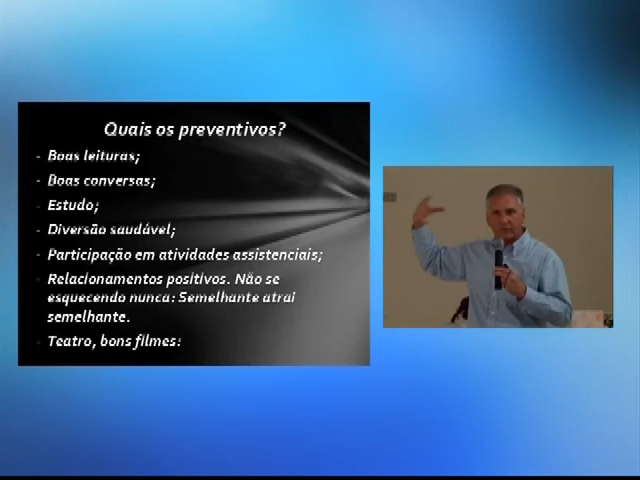 Quais os preventivos?
- Boas leituras;
- Boas conversas;
- Estudo;
- Diversão saudável;
- Participação em atividades assistenciais;
- Relacionamentos positivos. Não se
esquecendo nunca: Semelhante atrai
semelhante.
- Teatro, bons filmes: